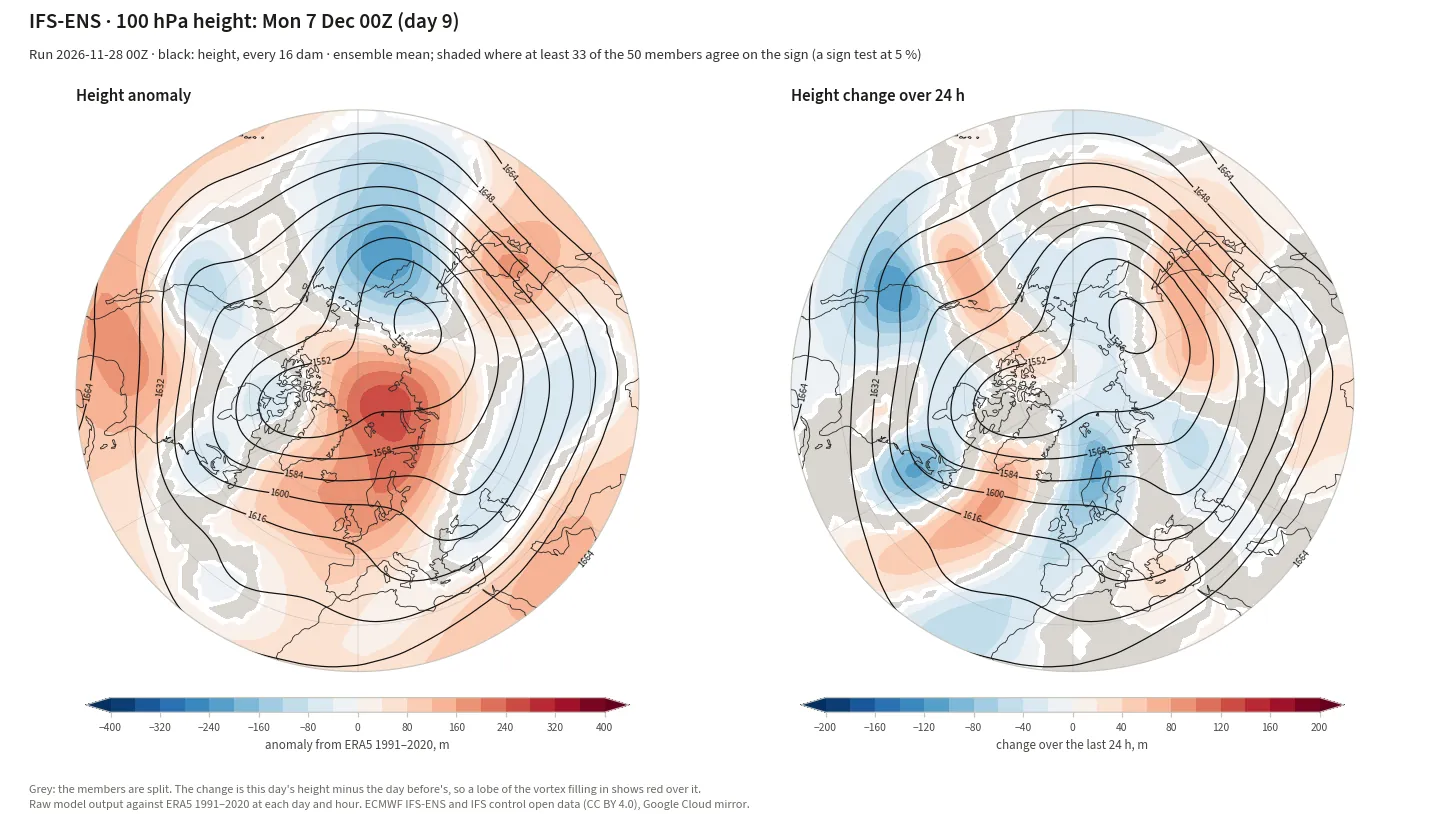 IFS-ENS · 100 hPa height: Mon 7 Dec 00Z (day 9)
Run 2026-11-28 00Z · black: height, every 16 dam · ensemble mean; shaded where at least 33 of the 50 members agree on the sign (a sign test at 5 %)
Height anomaly
Height change over 24 h
1664
1648
1536
1552
1664
1632
1568
1584
1600
1616
1664
1664
1648
1552
1664
1632
1568
1584
1600
1616
1664
−400 −320 −240 −160 −80 0 80 160 240 320 400
anomaly from ERA5 1991–2020, m
−200 −160 −120 −80 −40 0 40 80 120 160 200
change over the last 24 h, m
Grey: the members are split. The change is this day's height minus the day before's, so a lobe of the vortex filling in shows red over it.
Raw model output against ERA5 1991–2020 at each day and hour. ECMWF IFS-ENS and IFS control open data (CC BY 4.0), Google Cloud mirror.